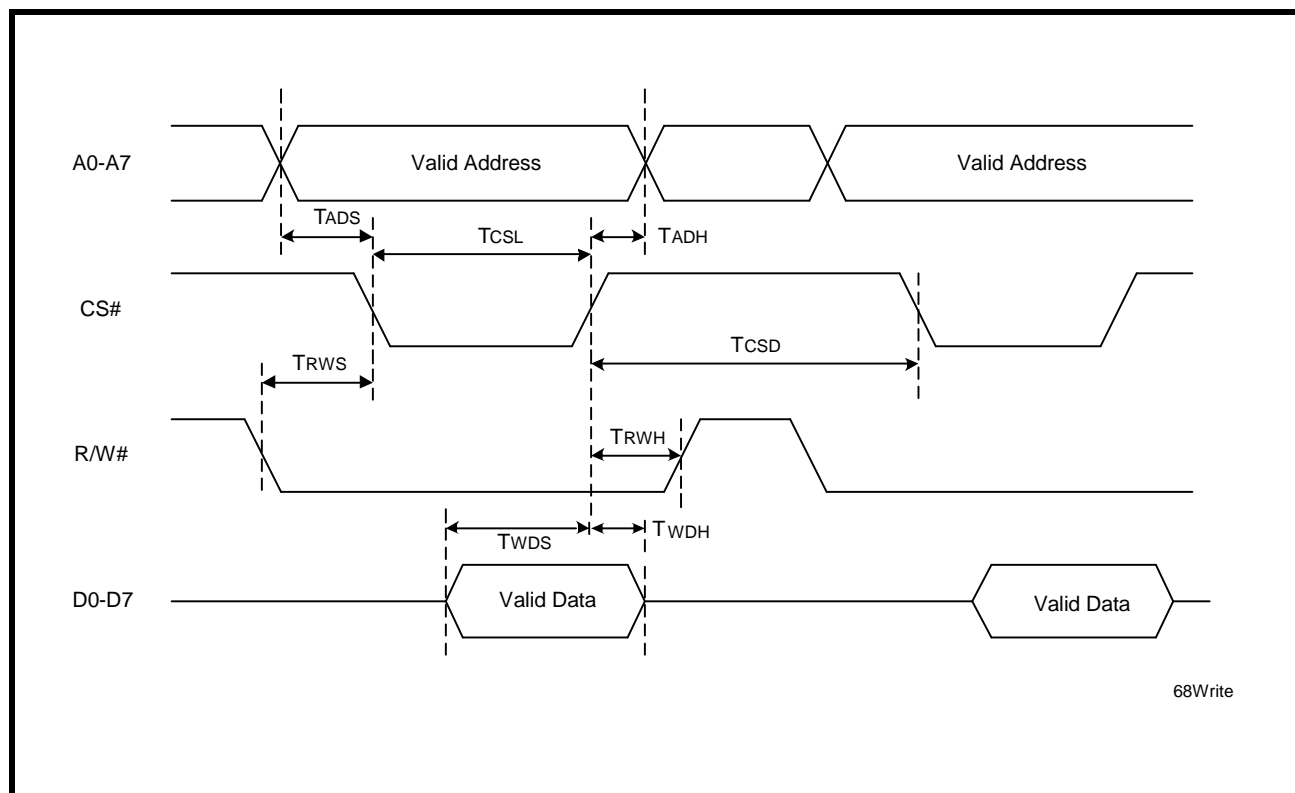 A0-A7
Valid Address
Valid Address
TADS
TCSL
TADH
CS#
TCSD
TRWS
R/W#
TRWH
TWDS
TWDH
D0-D7
Valid Data
Valid Data
68Write